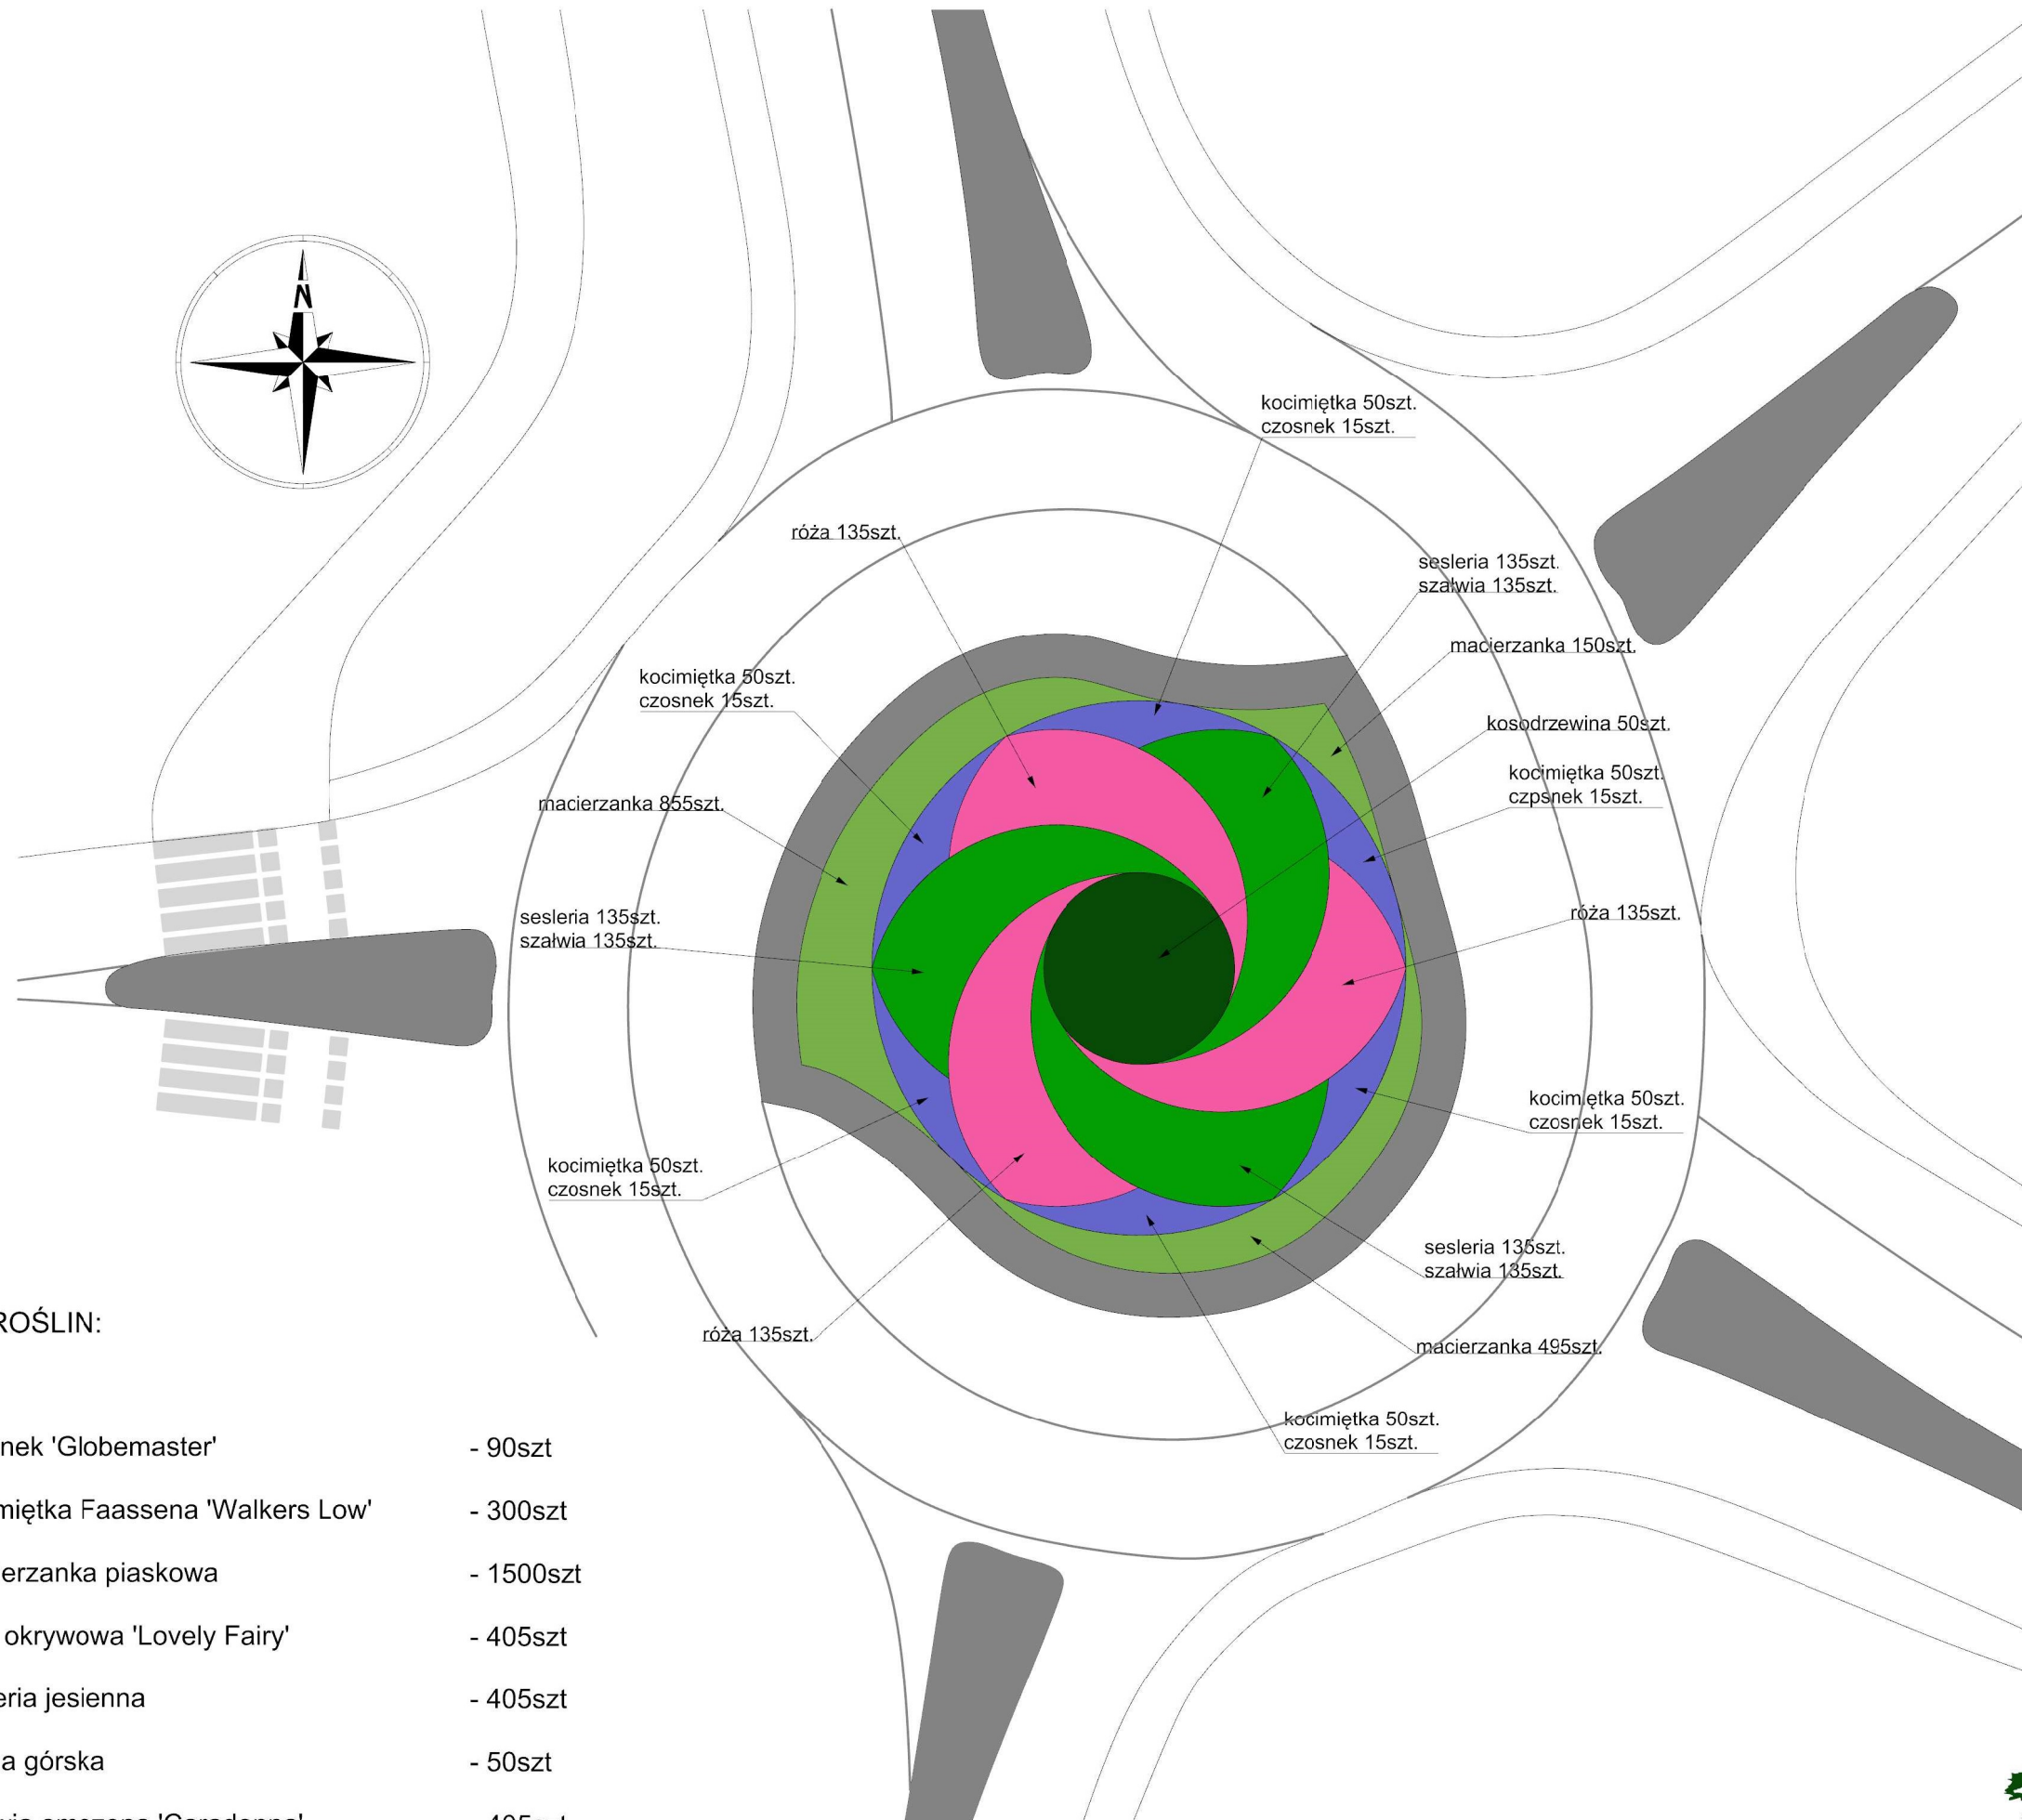 N
kocimiętka 50szt.
czosnek 15szt.
róża 135szt.
sesleria 135szt.
szałwia 135szt.
macierzanka 150szt.
kocimiętka 50szt.
czosnek 15szt.
kosodrzewina 50szt.
kocimiętka 50szt.
czpsnek 15szt.
macierzanka 855szt.
róża 135szt.
sesleria 135szt.
szałwia 135szt.
kocimiętka 50szt.
czosnek 15szt.
kocimiętka 50szt.
czosnek 15szt.
sesleria 135szt.
szałwia 135szt.
róża 135szt.
macierzanka 495szt.
kocimiętka 50szt.
czosnek 15szt.
ROŚLIN:
nek 'Globemaster' - 90szt
miętka Faassena 'Walkers Low' - 300szt
erzanka piaskowa - 1500szt
okrywowa 'Lovely Fairy' - 405szt
eria jesienna - 405szt
a górska - 50szt